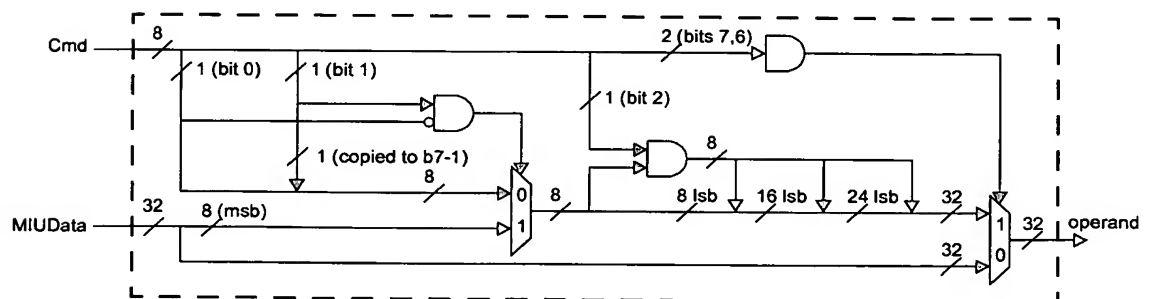 Cmd
8
2 (bits 7,6)
1 (bit 0)
1 (bit 1)
1 (bit 2)
1 (copied to b7-1)
8
8
0
1
8
8 lsb
16 lsb
24 lsb
32
1
0
32
operand
MIUData
32
8 (msb)
32